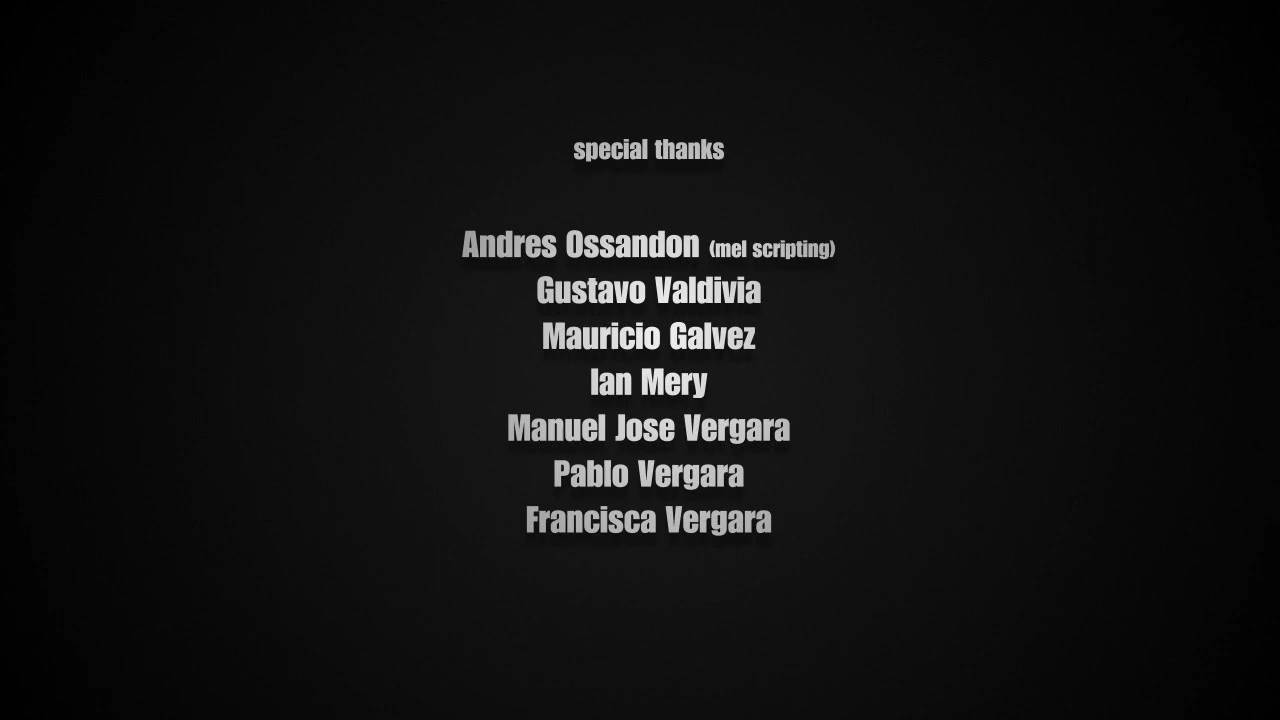 special thanks
Andres Ossandon (mel scripting)
Gustavo Valdivia
Mauricio Galvez
Ian Mery
Manuel Jose Vergara
Pablo Vergara
Francisca Vergara